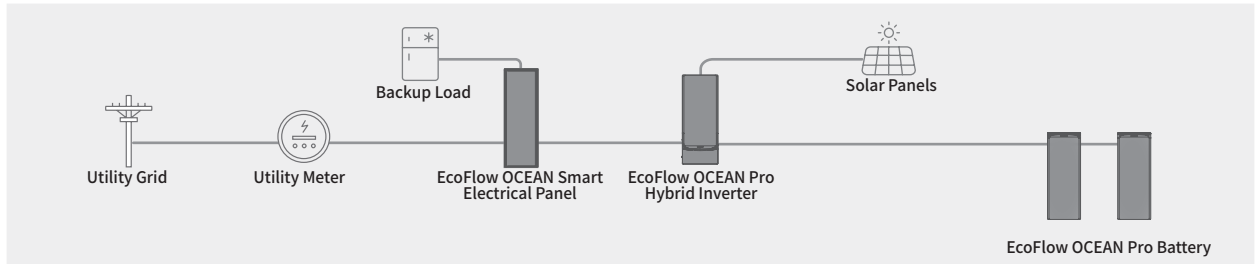 Backup Load
Solar Panels
Utility Grid
Utility Meter
EcoFlow OCEAN Smart
Electrical Panel
EcoFlow OCEAN Pro
Hybrid Inverter
EcoFlow OCEAN Pro Battery